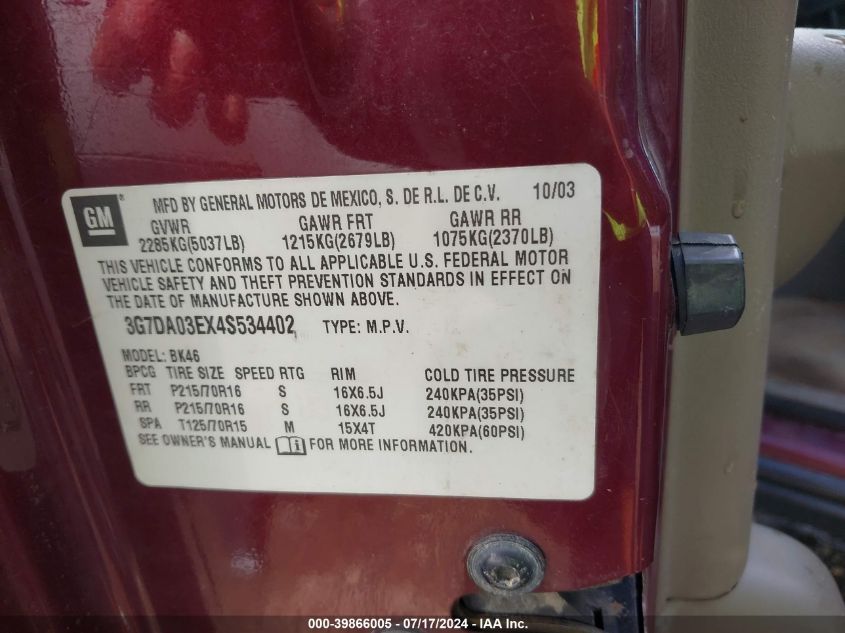 GM
MFD BY GENERAL MOTORS DE MEXICO, S. DE R.L. DE C.V. 10/03
GVWR GAWR FRT GAWR RR
2285KG(5037LB) 1215KG(2679LB) 1075KG(2370LB)
THIS VEHICLE CONFORMS TO ALL APPLICABLE U.S. FEDERAL MOTOR
VEHICLE SAFETY AND THEFT PREVENTION STANDARDS IN EFFECT ON
THE DATE OF MANUFACTURE SHOWN ABOVE.
3G7DA03EX4S534402 TYPE: M.P.V.
MODEL: BK46
BPCG TIRE SIZE SPEED RTG RIM COLD TIRE PRESSURE
FRT P215/70R16 S 16X6.5J 240KPA(35PSI)
RR P215/70R16 S 16X6.5J 240KPA(35PSI)
SPA T125/70R15 M 15X4T 420KPA(60PSI)
SEE OWNER'S MANUAL i FOR MORE INFORMATION.
000-39866005 - 07/17/2024 - IAA, Inc.